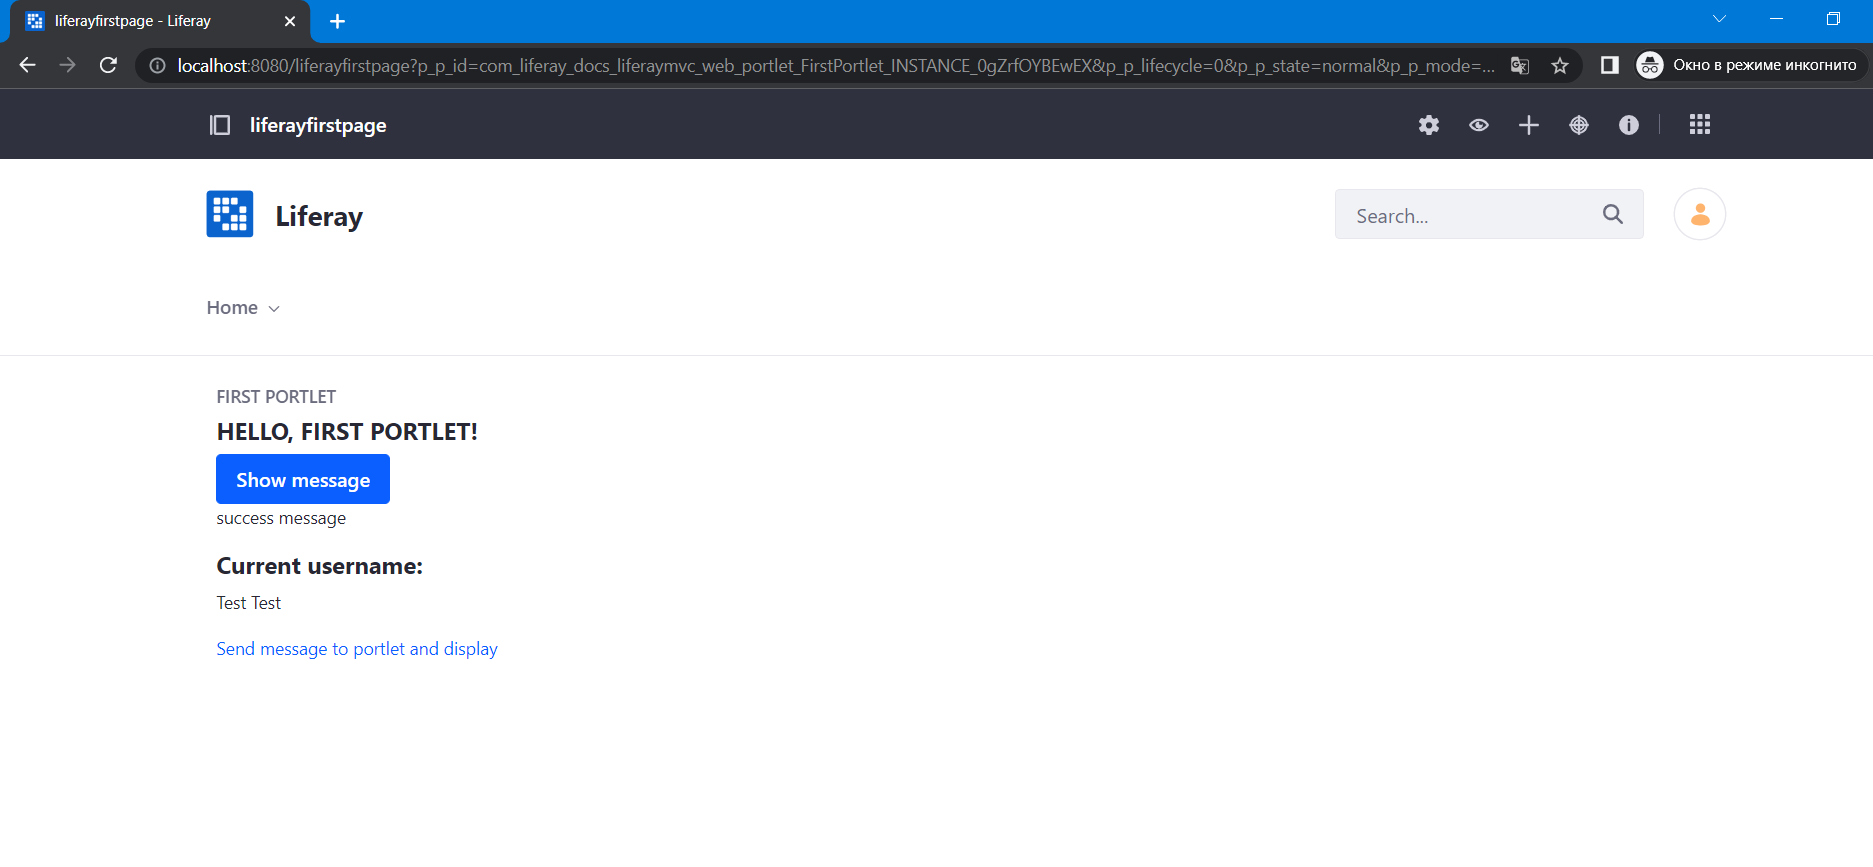 liferayfirstpage - Liferay
localhost:8080/liferayfirstpage?p_p_id=com_liferay_docs_liferaymvc_web_portlet_FirstPortlet_INSTANCE_0gZrfOYBEwEX&p_p_lifecycle=0&p_p_state=normal&p_p_mode=...
Окно в режиме инкогнито
liferayfirstpage
Liferay
Search...
Home
FIRST PORTLET
HELLO, FIRST PORTLET!
Show message
success message
Current username:
Test Test
Send message to portlet and display